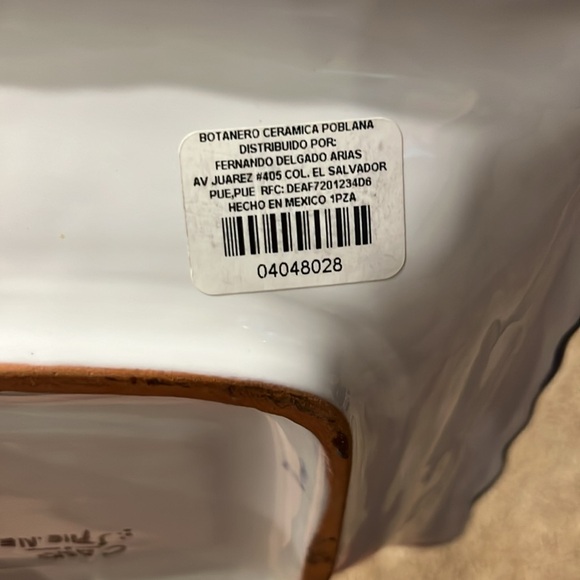 BOTANERO CERAMICA POBLANA
DISTRIBUIDO POR:
FERNANDO DELGADO ARIAS
AV JUAREZ #405 COL. EL SALVADOR
PUE,PUE RFC: DEAF7201234D6
HECHO EN MEXICO 1PZA
04048028